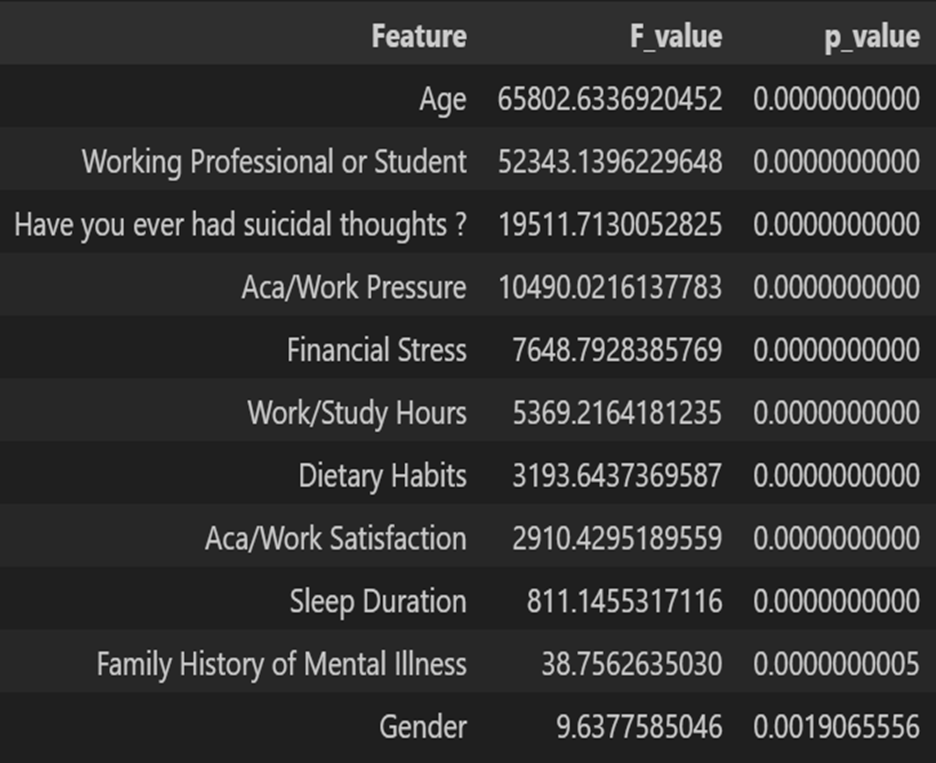 Feature F_value p_value
Age 65802.6336920452 0.0000000000
Working Professional or Student 52343.1396229648 0.0000000000
Have you ever had suicidal thoughts ? 19511.7130052825 0.0000000000
Aca/Work Pressure 10490.0216137783 0.0000000000
Financial Stress 7648.7928385769 0.0000000000
Work/Study Hours 5369.2164181235 0.0000000000
Dietary Habits 3193.6437369587 0.0000000000
Aca/Work Satisfaction 2910.4295189559 0.0000000000
Sleep Duration 811.1455317116 0.0000000000
Family History of Mental Illness 38.7562635030 0.0000000005
Gender 9.6377585046 0.0019065556